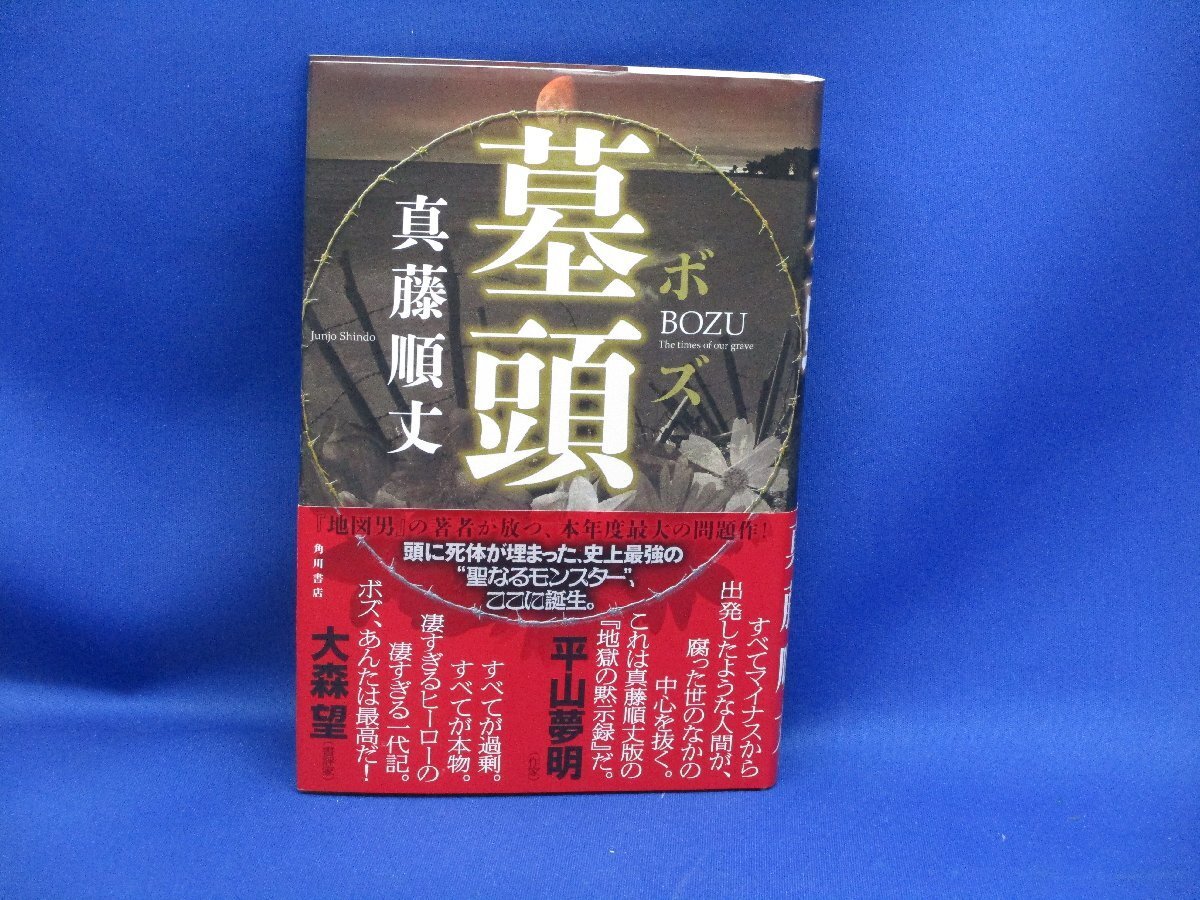 墓頭
ボズ
BOZU
The times of our grave
真藤順丈
Junjo Shindo
『地図男』の著者が放つ、本年度最大の問題作！
頭に死体が埋まった、史上最強の
“聖なるモンスター”、
ここに誕生。
すべてマイナスから
出発したような人間が、
腐った世のなかの
中心を抜く。
これは真藤順丈版の
『地獄の黙示録』だ。
平山夢明
（作家）
すべてが過剰。
すべてが本物。
凄すぎるヒーローの
凄すぎる一代記。
ボズ、あんたは最高だ！
大森望
（書評家）
角川書店